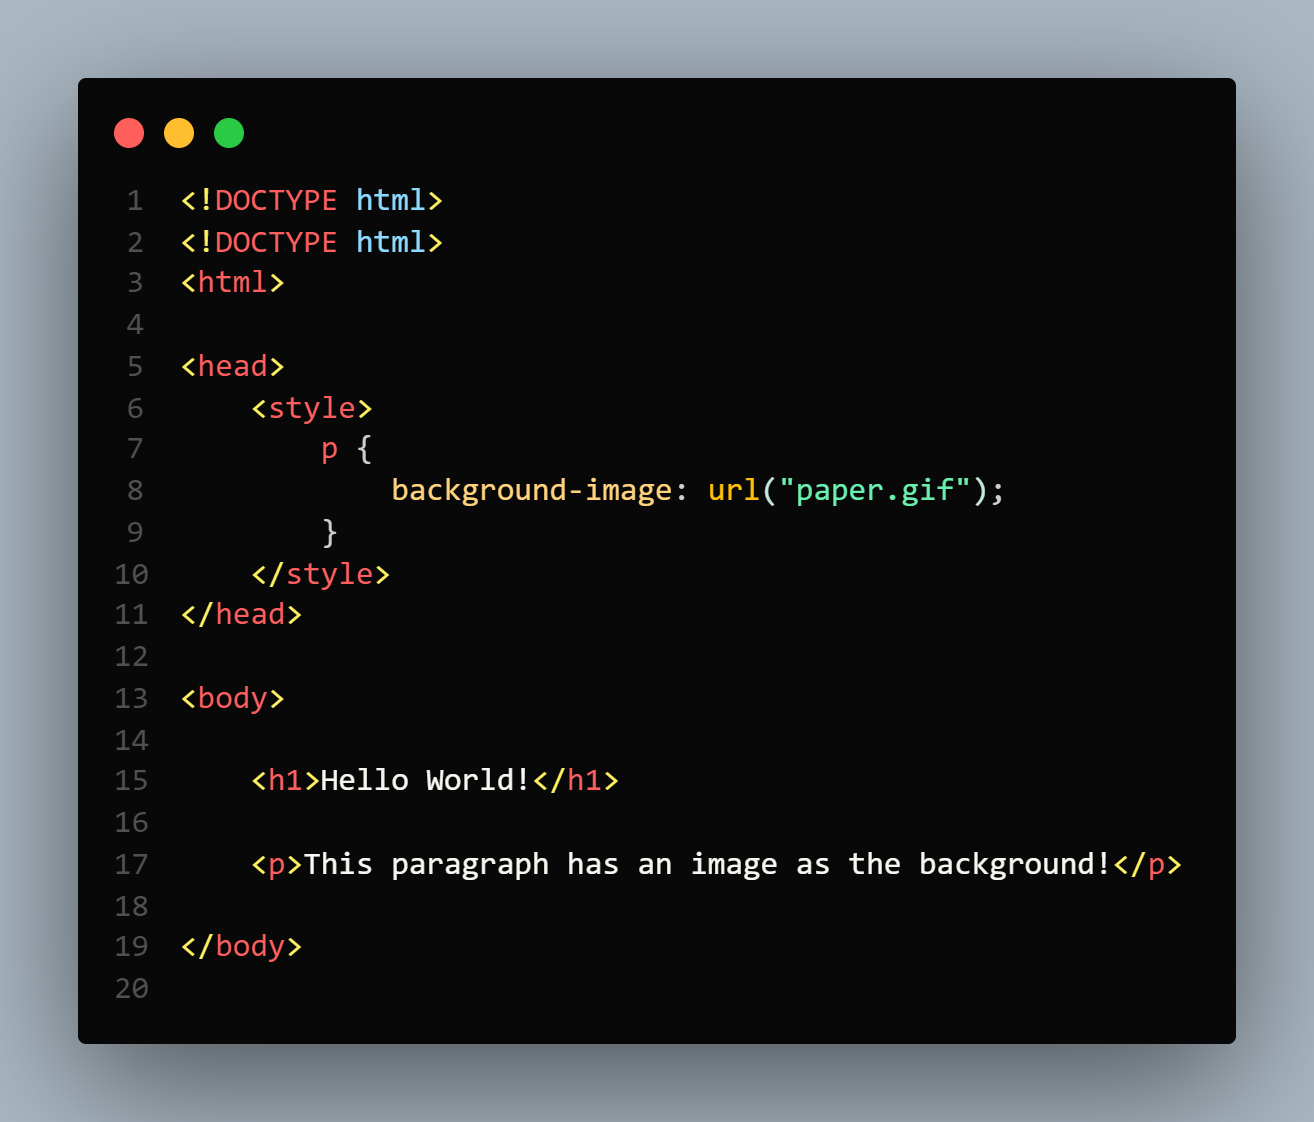 1 <!DOCTYPE html>
2 <!DOCTYPE html>
3 <html>
4
5 <head>
6     <style>
7         p {
8             background-image: url("paper.gif");
9         }
10     </style>
11 </head>
12
13 <body>
14
15     <h1>Hello World!</h1>
16
17     <p>This paragraph has an image as the background!</p>
18
19 </body>
20